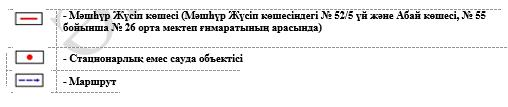 - Мәшһүр Жүсіп көшесі (Мәшһүр Жүсіп көшесіндегі № 52/5 үй және Абай көшесі, № 55
бойынша № 26 орта мектеп ғимаратының арасында)
- Стационарлық емес сауда объектісі
- Маршрут